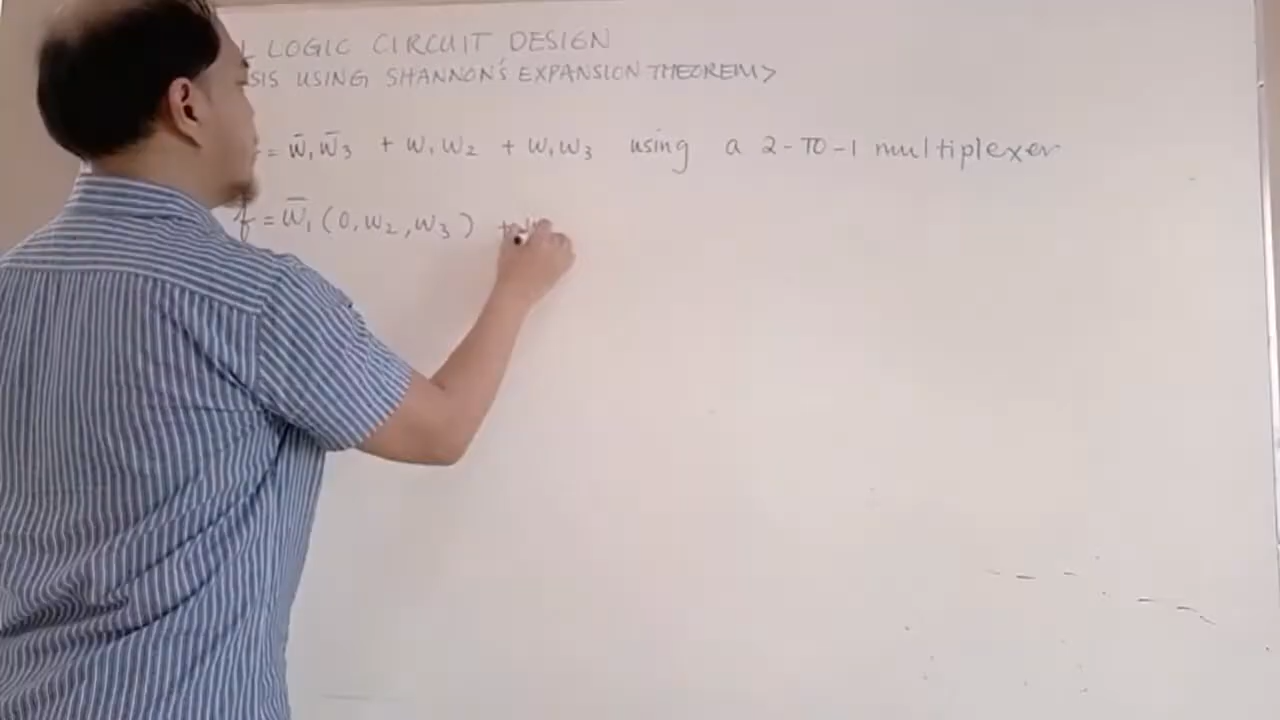 L LOGIC CIRCUIT DESIGN
SIS USING SHANNON'S EXPANSION THEOREM>
f = w̄₁w̄₃ + w₁w₂ + w₁w₃ using a 2-TO-1 multiplexer
f = w̄₁(0,w₂,w₃) +